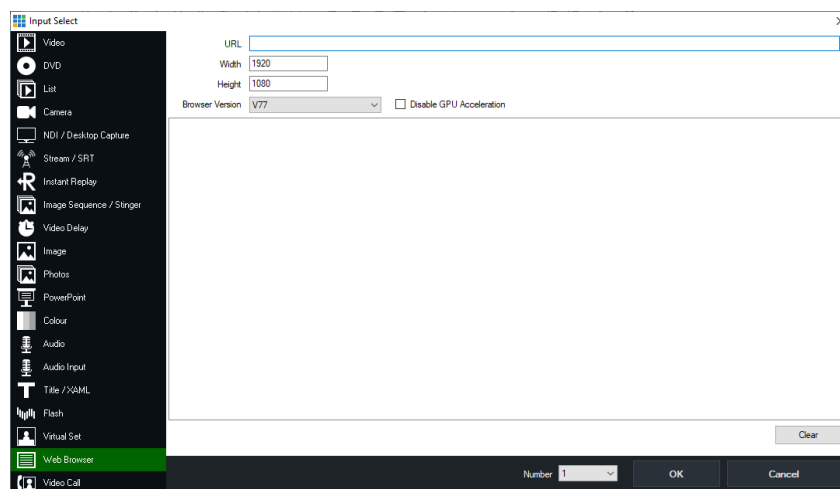 Input Select
Video
DVD
List
Camera
NDI / Desktop Capture
Stream / SRT
Instant Replay
Image Sequence / Stinger
Video Delay
Image
Photos
PowerPoint
Colour
Audio
Audio Input
Title / XAML
Flash
Virtual Set
Web Browser
Video Call
URL
Width 1920
Height 1080
Browser Version V77 Disable GPU Acceleration
Clear
Number 1 OK Cancel